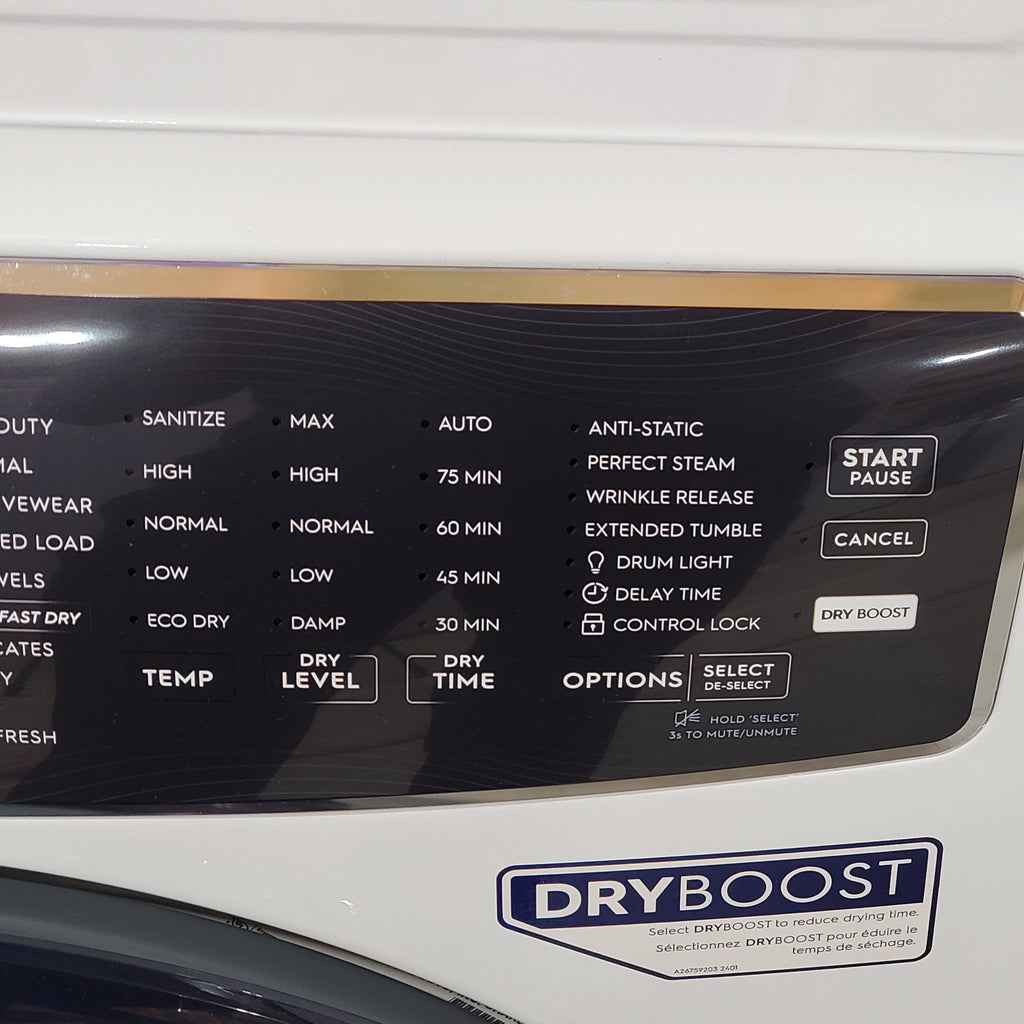 DUTY
MAL
VEWEAR
ED LOAD
WELS
FAST DRY
CATES
Y
FRESH
SANITIZE
HIGH
NORMAL
LOW
ECO DRY
TEMP
MAX
HIGH
NORMAL
LOW
DAMP
DRY
LEVEL
AUTO
75 MIN
60 MIN
45 MIN
30 MIN
DRY
TIME
ANTI-STATIC
PERFECT STEAM
WRINKLE RELEASE
EXTENDED TUMBLE
DRUM LIGHT
DELAY TIME
CONTROL LOCK
OPTIONS
SELECT
DE-SELECT
HOLD 'SELECT'
3s TO MUTE/UNMUTE
START
PAUSE
CANCEL
DRY BOOST
DRYBOOST
Select DRYBOOST to reduce drying time.
Sélectionnez DRYBOOST pour éduire le
temps de séchage.
A26759203 2401